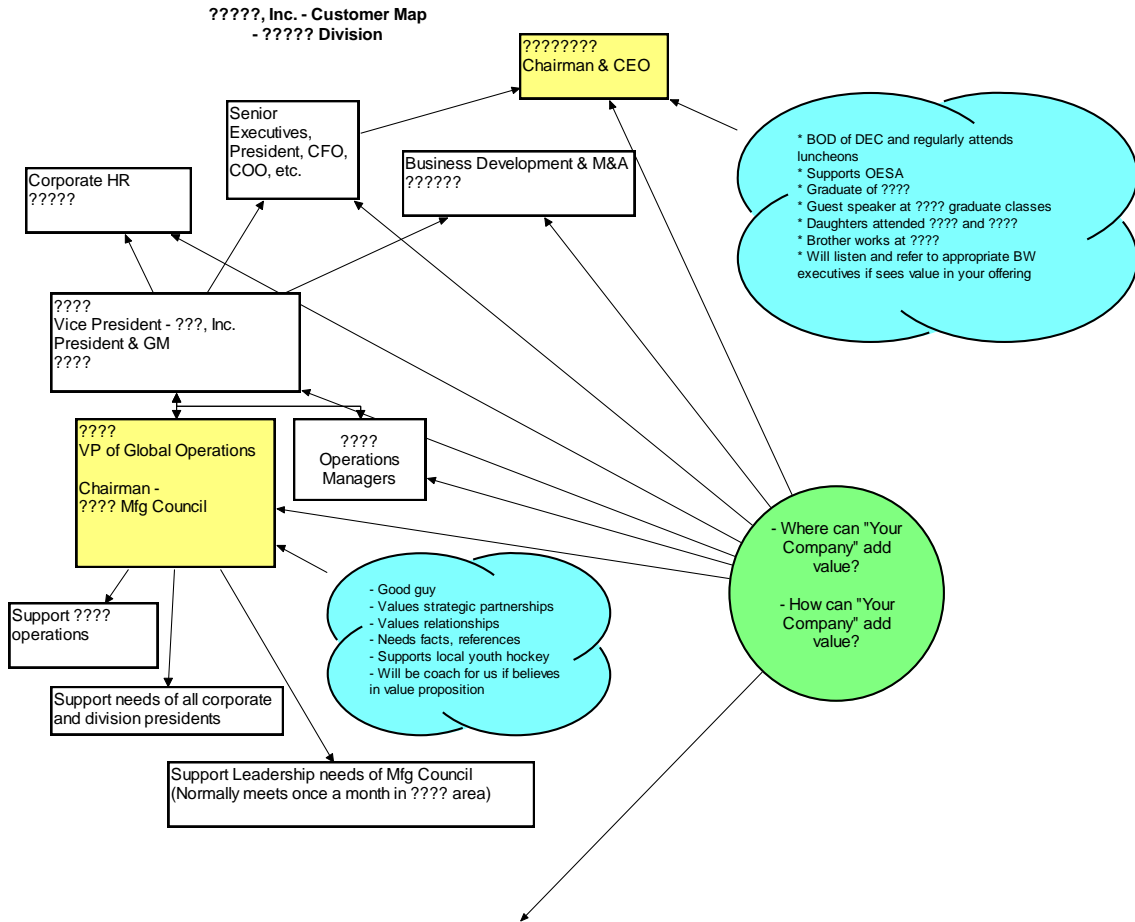 ?????, Inc. - Customer Map
- ????? Division
????????
Chairman & CEO
Senior
Executives,
President, CFO,
COO, etc.
Business Development & M&A
??????
Corporate HR
?????
* BOD of DEC and regularly attends
luncheons
* Supports OESA
* Graduate of ????
* Guest speaker at ???? graduate classes
* Daughters attended ???? and ????
* Brother works at ????
* Will listen and refer to appropriate BW
executives if sees value in your offering
????
Vice President - ???, Inc.
President & GM
????
????
VP of Global Operations
Chairman -
???? Mfg Council
????
Operations
Managers
- Where can "Your
Company" add
value?
- How can "Your
Company" add
value?
- Good guy
- Values strategic partnerships
- Values relationships
- Needs facts, references
- Supports local youth hockey
- Will be coach for us if believes
in value proposition
Support ????
operations
Support needs of all corporate
and division presidents
Support Leadership needs of Mfg Council
(Normally meets once a month in ???? area)